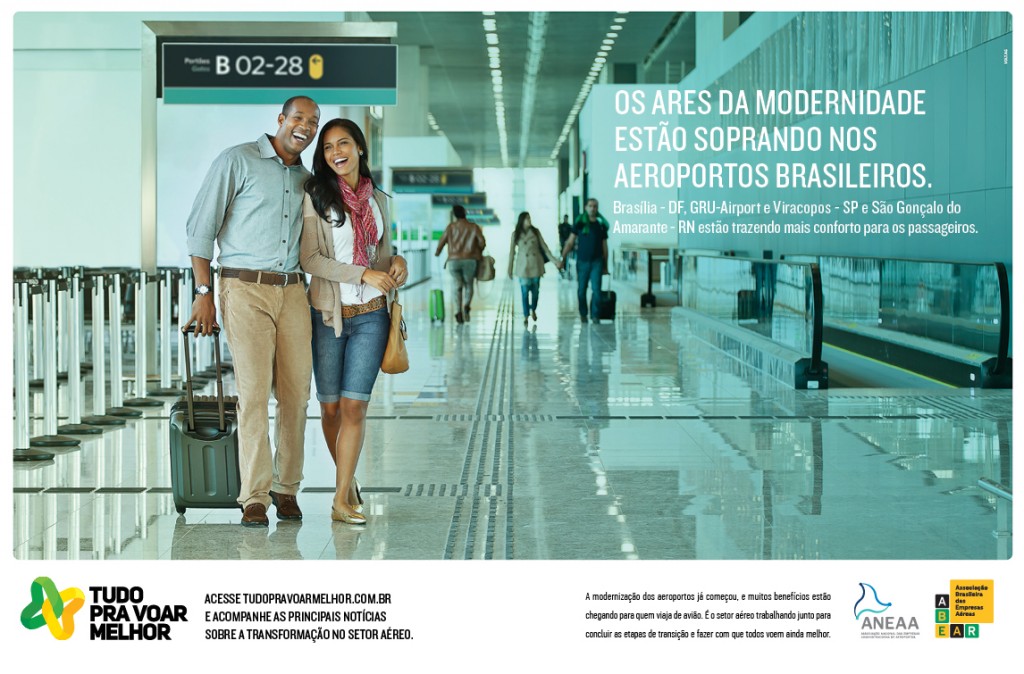 Portões
Gates
B 02-28
B 02-28
OS ARES DA MODERNIDADE
ESTÃO SOPRANDO NOS
AEROPORTOS BRASILEIROS.
Brasília - DF, GRU-Airport e Viracopos - SP e São Gonçalo do
Amarante - RN estão trazendo mais conforto para os passageiros.
TUDO
PRA VOAR
MELHOR
ACESSE TUDOPRAVOARMELHOR.COM.BR
E ACOMPANHE AS PRINCIPAIS NOTÍCIAS
SOBRE A TRANSFORMAÇÃO NO SETOR AÉREO.
A modernização dos aeroportos já começou, e muitos benefícios estão
chegando para quem viaja de avião. É o setor aéreo trabalhando junto para
concluir as etapas de transição e fazer com que todos voem ainda melhor.
ANEAA
Associação
Brasileira
das
Empresas
Aéreas
A
B
E AR